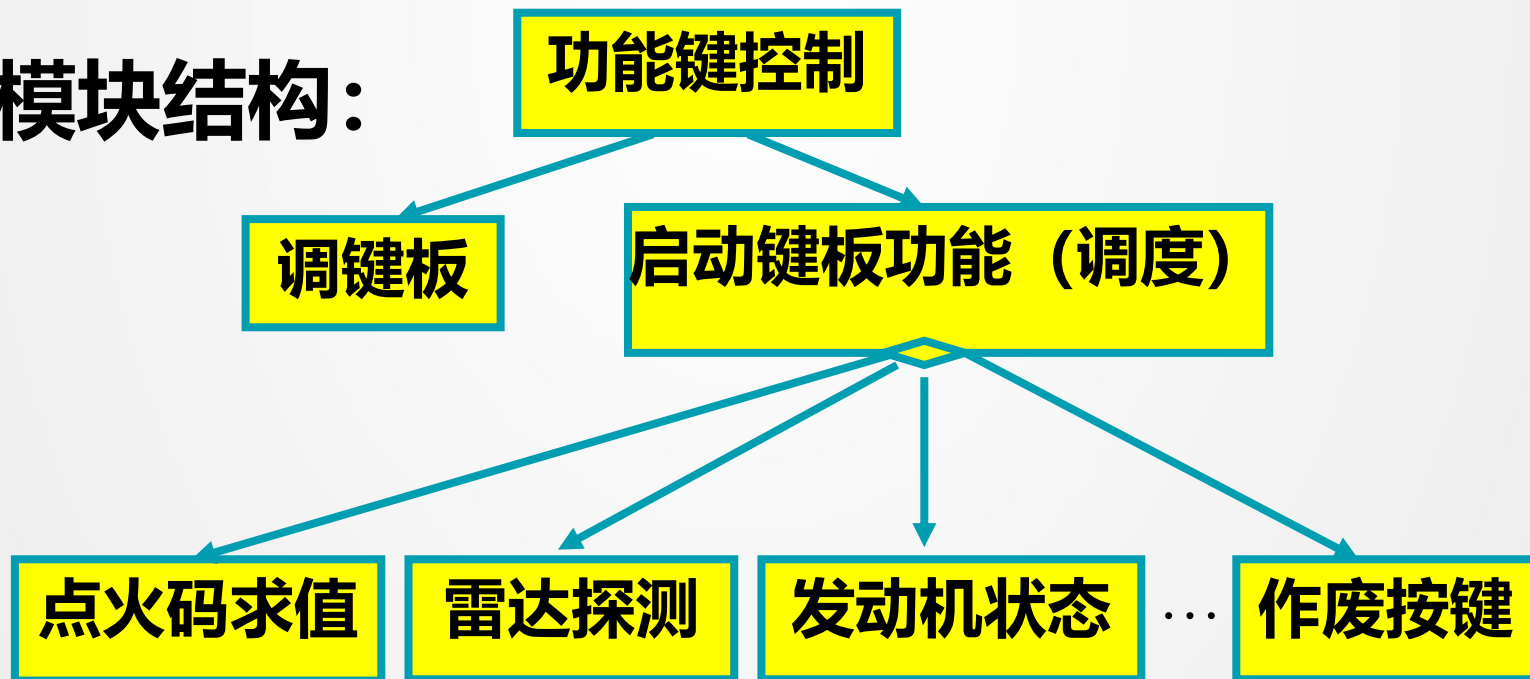 功能键控制
模块结构：
调键板
启动键板功能（调度）
点火码求值
雷达探测
发动机状态
…
作废按键